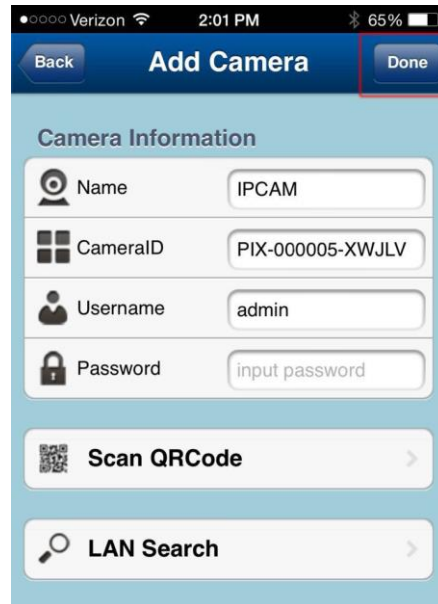 Verizon 2:01 PM 65%
Back Add Camera Done
Camera Information
Name IPCAM
CameraID PIX-000005-XWJLV
Username admin
Password input password
Scan QRCode
LAN Search